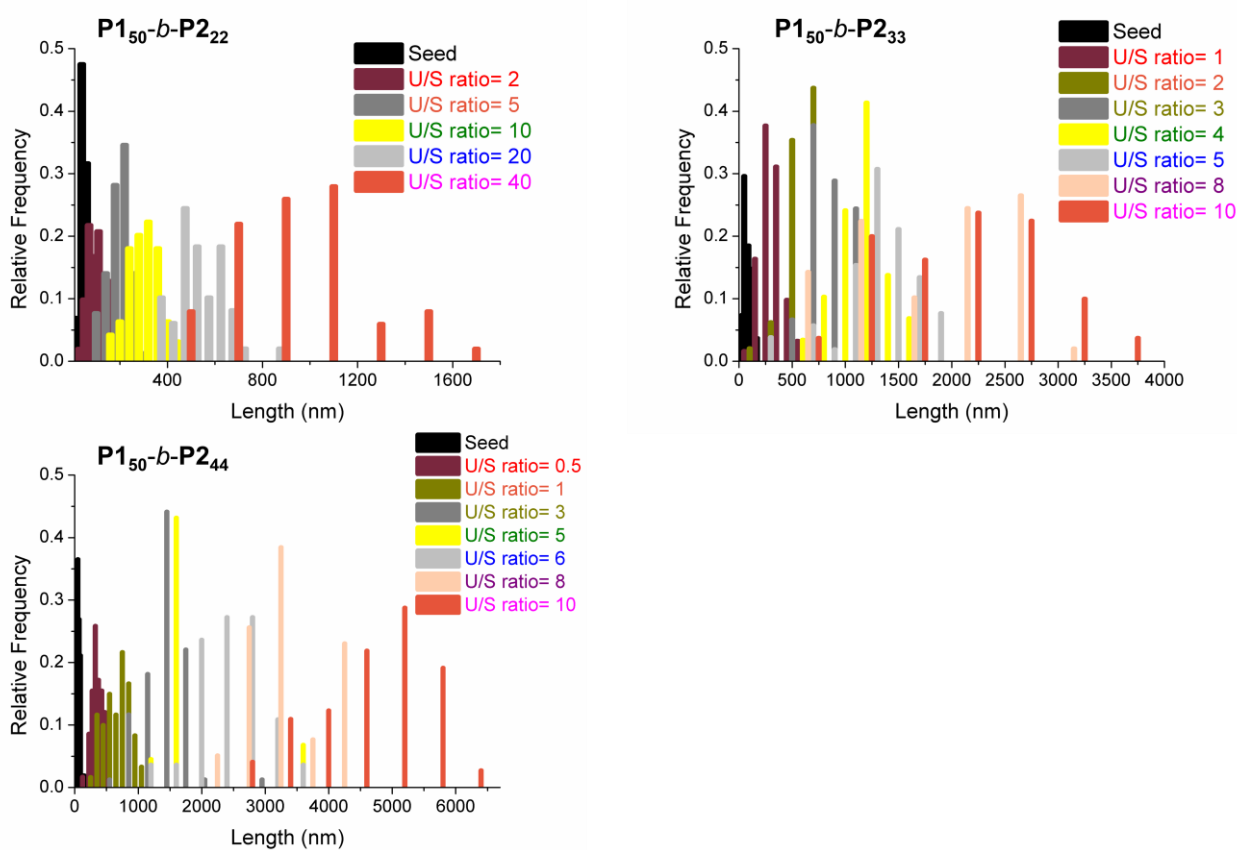 P1₅₀-b-P2₂₂
Seed
U/S ratio= 2
U/S ratio= 5
U/S ratio= 10
U/S ratio= 20
U/S ratio= 40
0.5
0.4
0.3
0.2
0.1
0.0
Relative Frequency
400 800 1200 1600
Length (nm)
P1₅₀-b-P2₃₃
Seed
U/S ratio= 1
U/S ratio= 2
U/S ratio= 3
U/S ratio= 4
U/S ratio= 5
U/S ratio= 8
U/S ratio= 10
0.5
0.4
0.3
0.2
0.1
0.0
Relative Frequency
0 500 1000 1500 2000 2500 3000 3500 4000
Length (nm)
P1₅₀-b-P2₄₄
Seed
U/S ratio= 0.5
U/S ratio= 1
U/S ratio= 3
U/S ratio= 5
U/S ratio= 6
U/S ratio= 8
U/S ratio= 10
0.5
0.4
0.3
0.2
0.1
0.0
Relative Frequency
0 1000 2000 3000 4000 5000 6000
Length (nm)